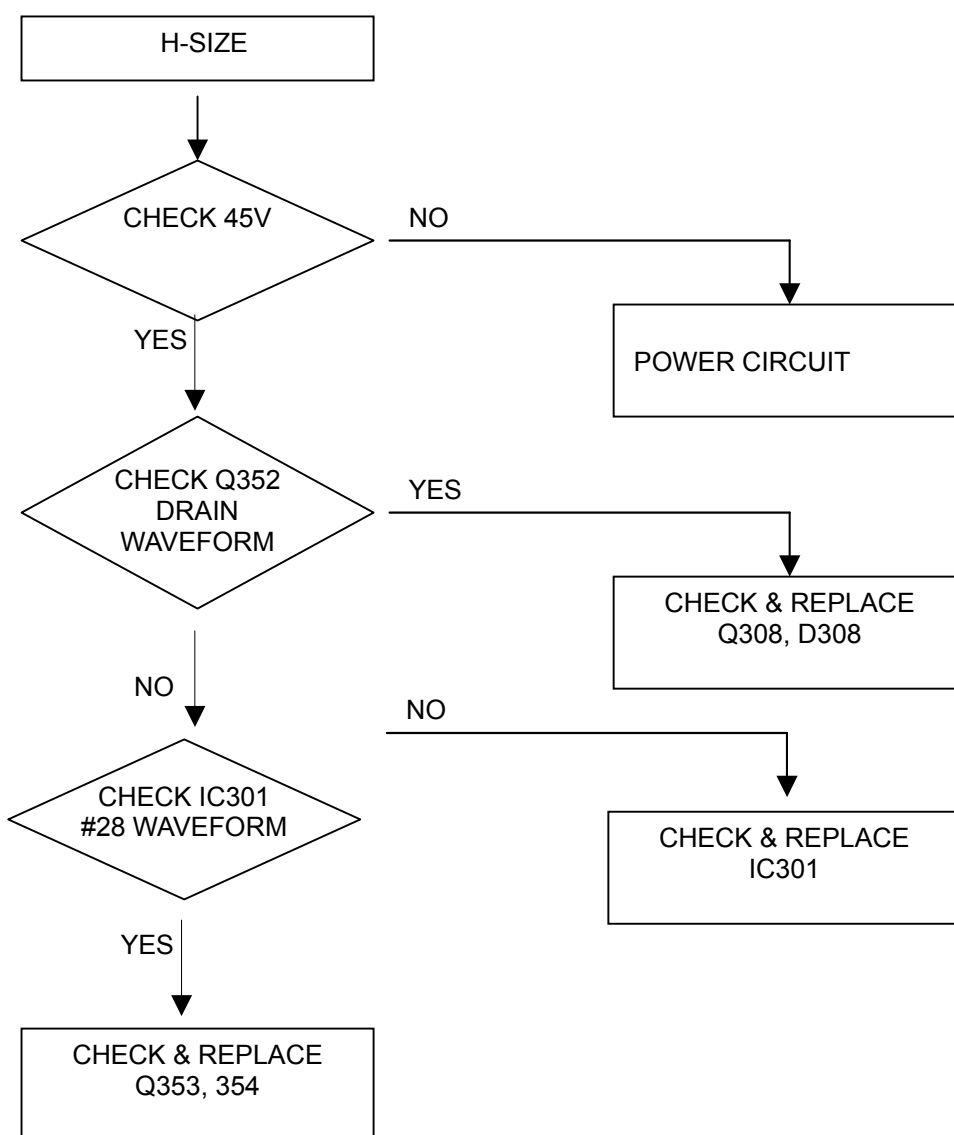 H-SIZE
CHECK 45V
NO
YES
POWER CIRCUIT
CHECK Q352
DRAIN
WAVEFORM
YES
CHECK & REPLACE
Q308, D308
NO
NO
CHECK IC301
#28 WAVEFORM
CHECK & REPLACE
IC301
YES
CHECK & REPLACE
Q353, 354